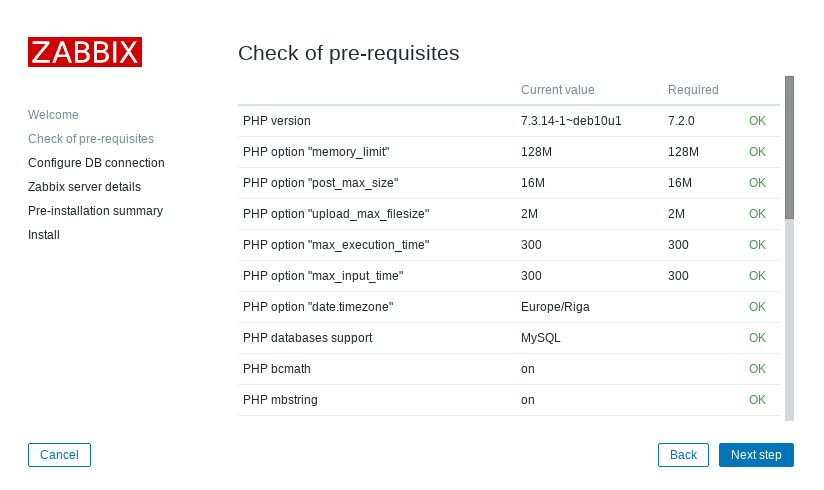 ZABBIX
Check of pre-requisites
Welcome
Check of pre-requisites
Configure DB connection
Zabbix server details
Pre-installation summary
Install
Current value Required
PHP version 7.3.14-1~deb10u1 7.2.0 OK
PHP option "memory_limit" 128M 128M OK
PHP option "post_max_size" 16M 16M OK
PHP option "upload_max_filesize" 2M 2M OK
PHP option "max_execution_time" 300 300 OK
PHP option "max_input_time" 300 300 OK
PHP option "date.timezone" Europe/Riga OK
PHP databases support MySQL OK
PHP bcmath on OK
PHP mbstring on OK
Cancel Back Next step